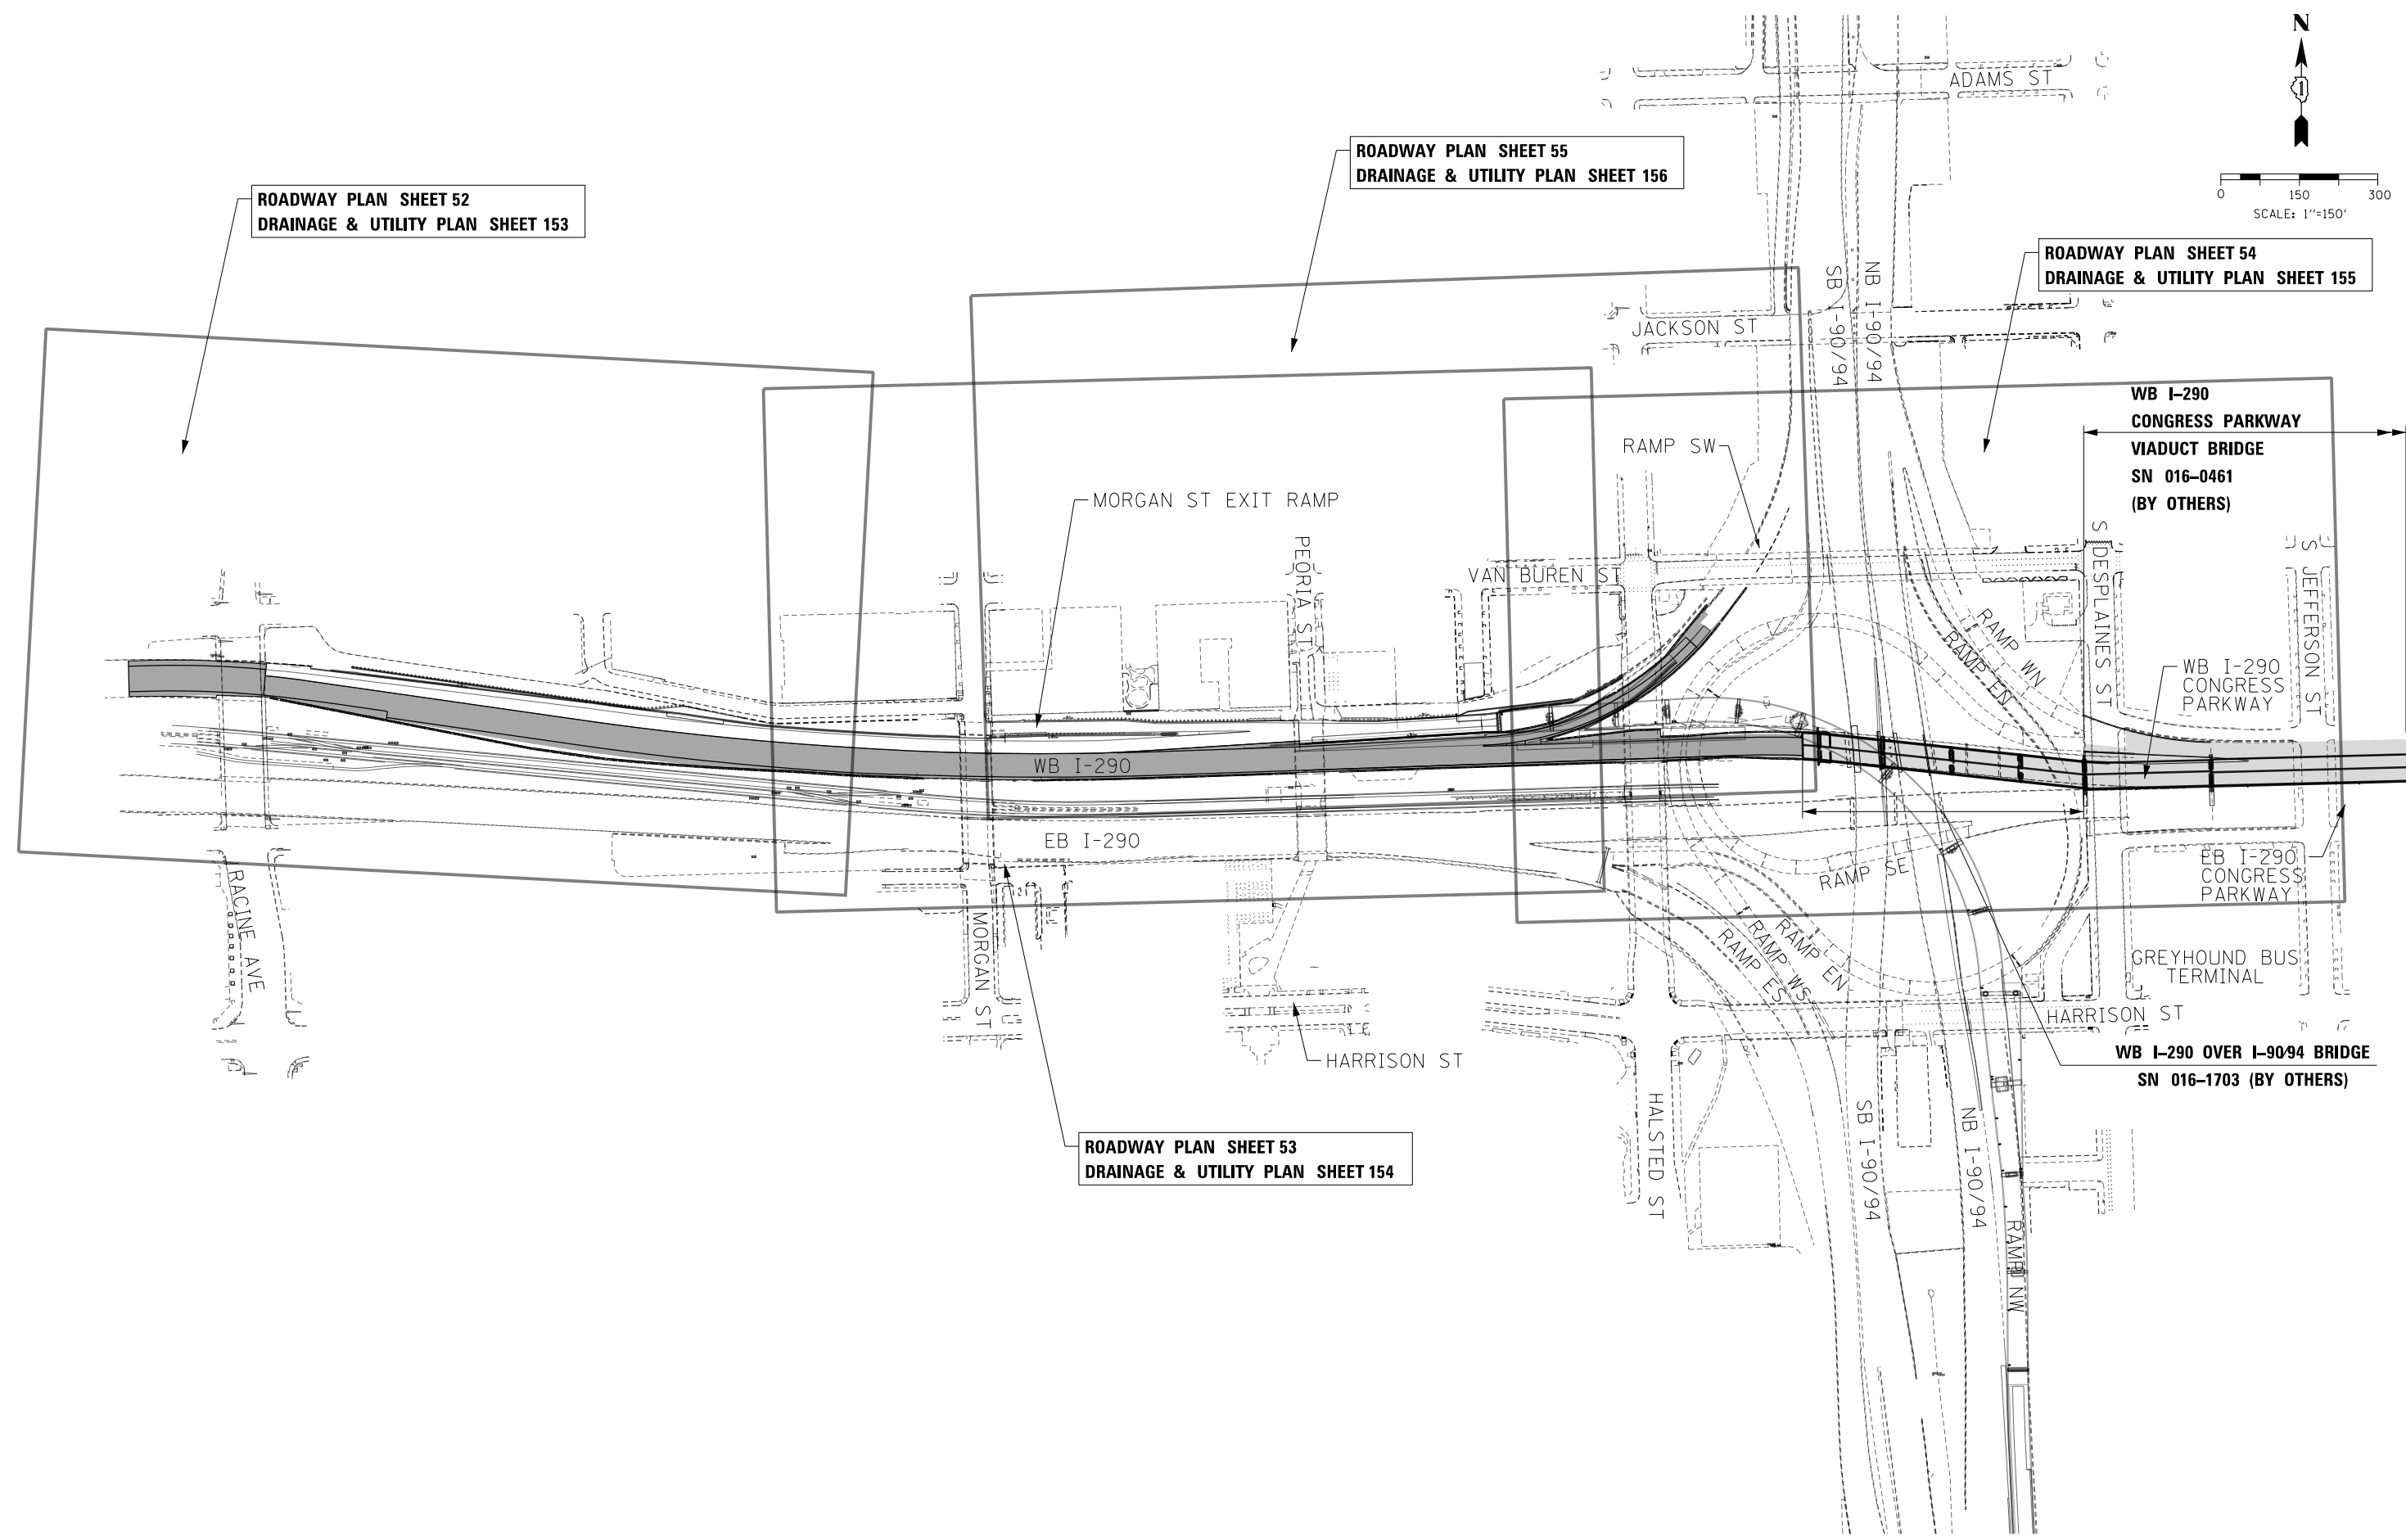 N
ADAMS ST
ROADWAY PLAN SHEET 55
DRAINAGE & UTILITY PLAN SHEET 156
0 150 300
SCALE: 1"=150'
ROADWAY PLAN SHEET 52
DRAINAGE & UTILITY PLAN SHEET 153
ROADWAY PLAN SHEET 54
DRAINAGE & UTILITY PLAN SHEET 155
SB I-90/94
NB I-90/94
JACKSON ST
WB I-290
CONGRESS PARKWAY
VIADUCT BRIDGE
SN 016-0461
(BY OTHERS)
RAMP SW
MORGAN ST EXIT RAMP
PEORIA ST
VAN BUREN ST
S DESPLAINES ST
S JEFFERSON ST
RAMP WN
RAMP EN
WB I-290
CONGRESS
PARKWAY
WB I-290
EB I-290
EB I-290
CONGRESS
PARKWAY
RAMP SE
RACINE AVE
MORGAN ST
RAMP EN
RAMP WS
RAMP ES
GREYHOUND BUS
TERMINAL
HARRISON ST
HARRISON ST
WB I-290 OVER I-90/94 BRIDGE
SN 016-1703 (BY OTHERS)
HALSTED ST
SB I-90/94
NB I-90/94
ROADWAY PLAN SHEET 53
DRAINAGE & UTILITY PLAN SHEET 154
RAMP NW